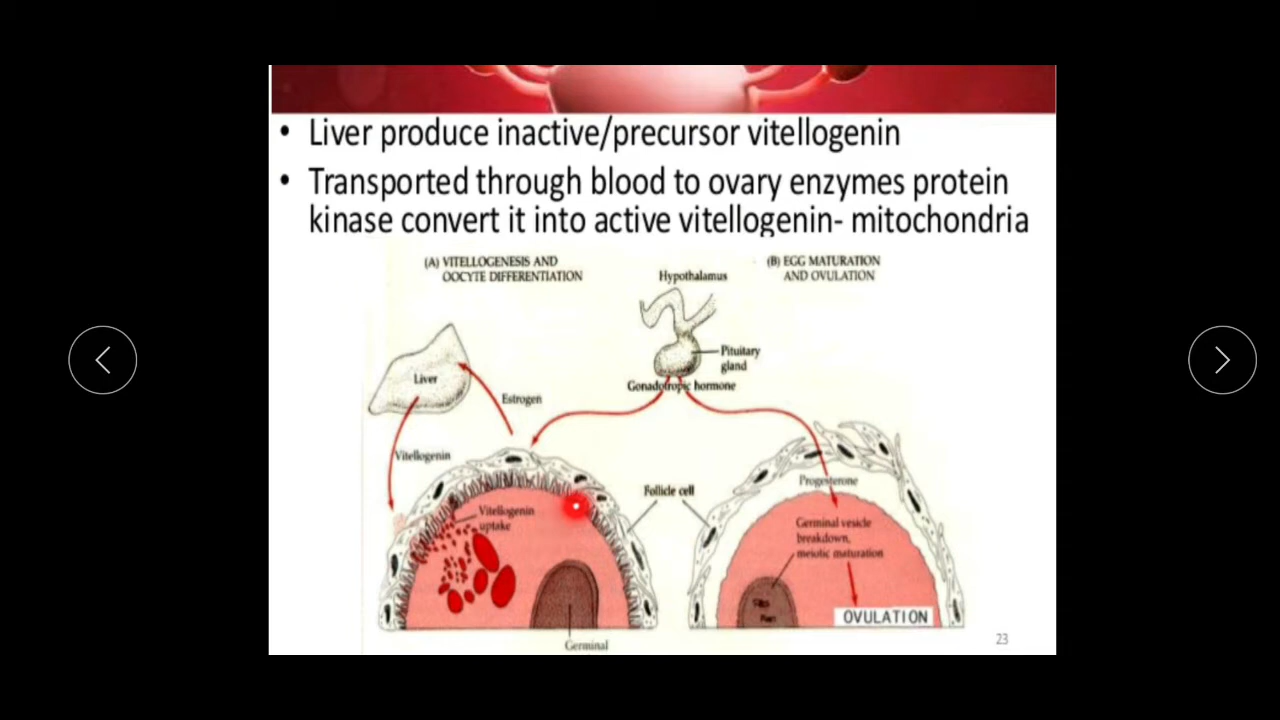 • Liver produce inactive/precursor vitellogenin
• Transported through blood to ovary enzymes protein
kinase convert it into active vitellogenin- mitochondria
(A) VITELLOGENESIS AND
OOCYTE DIFFERENTIATION
Hypothalamus
(B) EGG MATURATION
AND OVULATION
Pituitary
gland
Liver
Gonadotropic hormone
Estrogen
Vitellogenin
Progesterone
Follicle cell
Vitellogenin
uptake
Germinal vesicle
breakdown,
meiotic maturation
OVULATION
Germinal
23